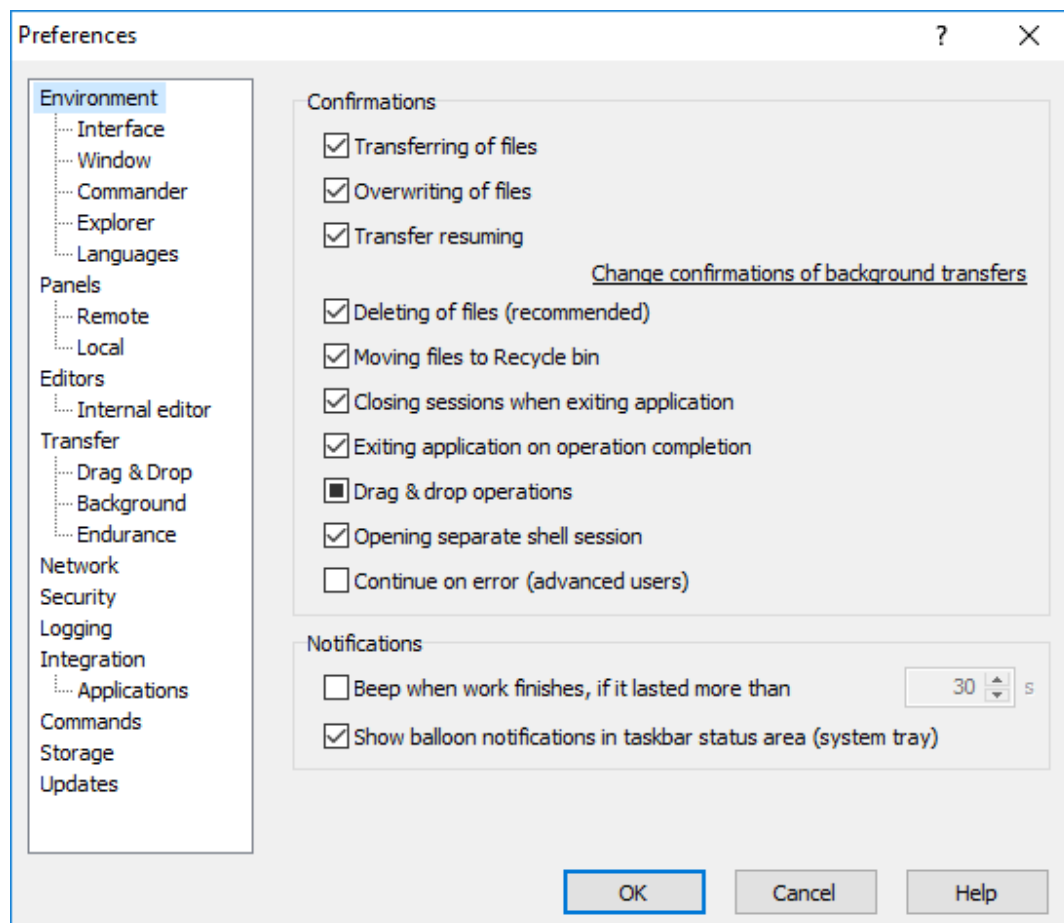 Preferences
Environment
Interface
Window
Commander
Explorer
Languages
Panels
Remote
Local
Editors
Internal editor
Transfer
Drag & Drop
Background
Endurance
Network
Security
Logging
Integration
Applications
Commands
Storage
Updates
Confirmations
Transferring of files
Overwriting of files
Transfer resuming
Change confirmations of background transfers
Deleting of files (recommended)
Moving files to Recycle bin
Closing sessions when exiting application
Exiting application on operation completion
Drag & drop operations
Opening separate shell session
Continue on error (advanced users)
Notifications
Beep when work finishes, if it lasted more than 30 s
Show balloon notifications in taskbar status area (system tray)
OK Cancel Help